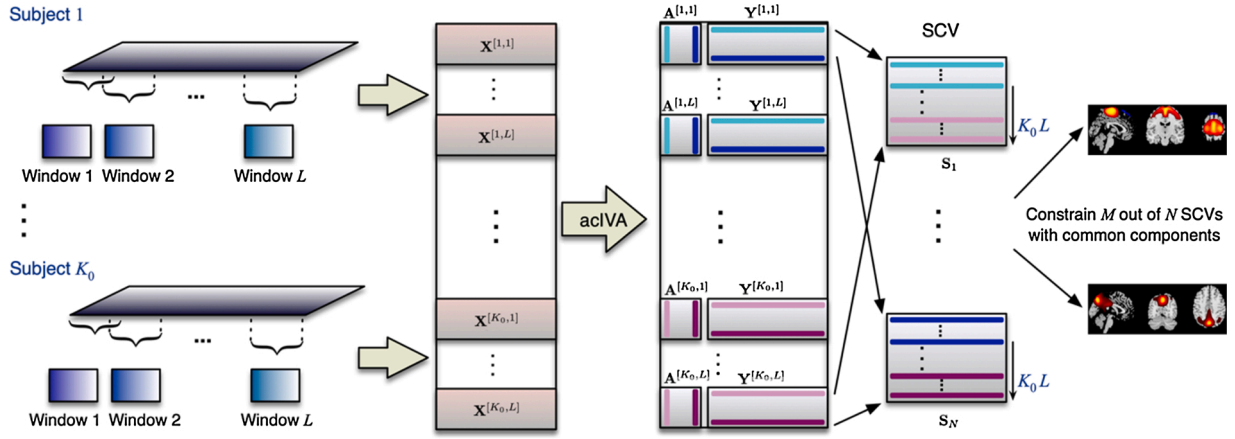 Subject 1
...
Window 1 Window 2 Window L
Subject K₀
...
Window 1 Window 2 Window L
X^[1,1]
X^[1,L]
X^[K₀,1]
X^[K₀,L]
acIVA
A^[1,1] Y^[1,1]
A^[1,L] Y^[1,L]
A^[K₀,1] Y^[K₀,1]
A^[K₀,L] Y^[K₀,L]
SCV
K₀L
S₁
K₀L
S_N
Constrain M out of N SCVs
with common components